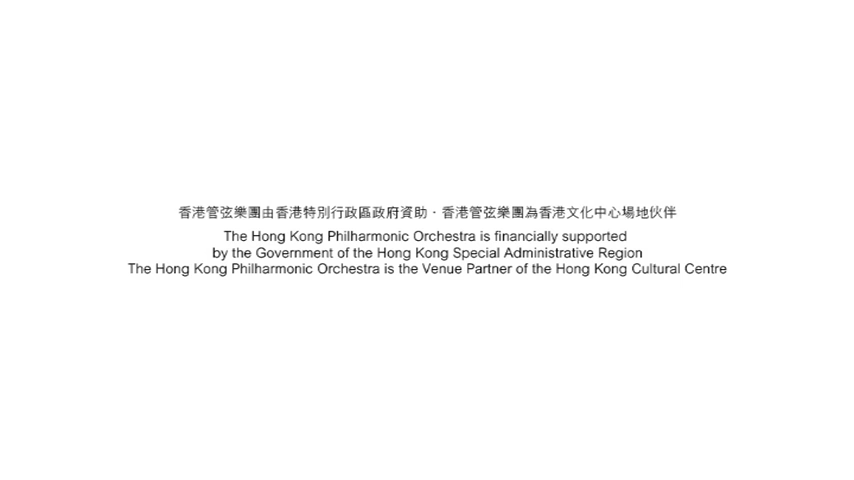 香港管弦樂團由香港特別行政區政府資助．香港管弦樂團為香港文化中心場地伙伴
The Hong Kong Philharmonic Orchestra is financially supported
by the Government of the Hong Kong Special Administrative Region
The Hong Kong Philharmonic Orchestra is the Venue Partner of the Hong Kong Cultural Centre